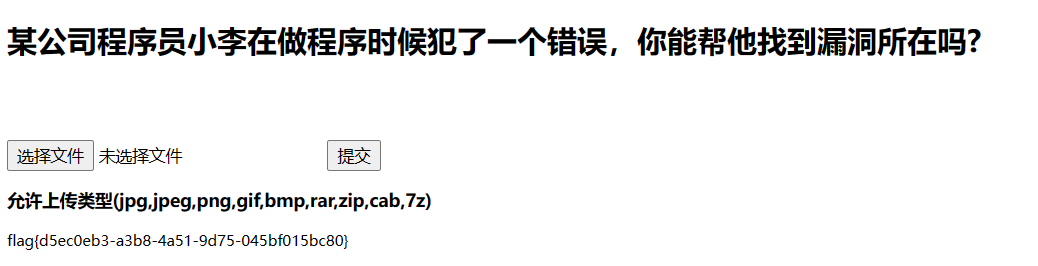 某公司程序员小李在做程序时候犯了一个错误，你能帮他找到漏洞所在吗?
选择文件 未选择文件 提交
允许上传类型(jpg,jpeg,png,gif,bmp,rar,zip,cab,7z)
flag{d5ec0eb3-a3b8-4a51-9d75-045bf015bc80}